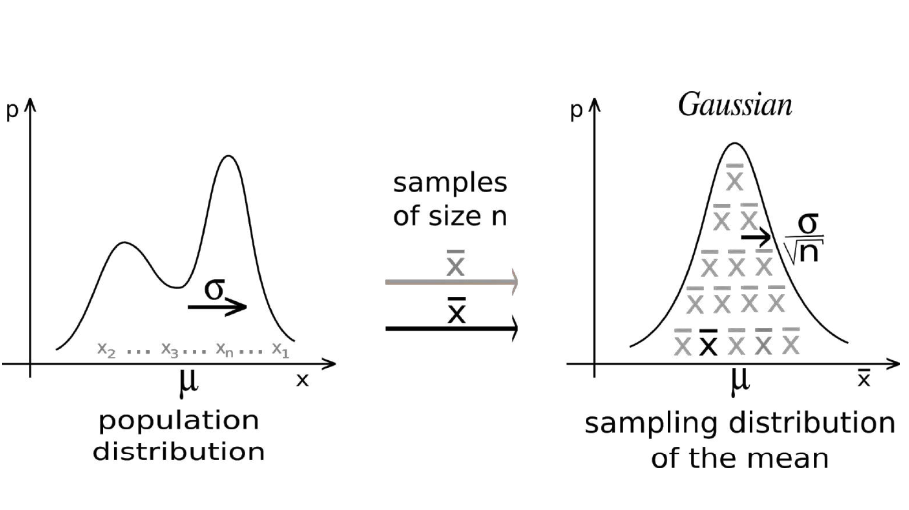 p
σ
x₂ ... x₃... xₙ... x₁
μ
x
population
distribution
samples
of size n
x̄
x̄
p
Gaussian
x̄
x̄ x̄
σ
√n
x̄ x̄ x̄
x̄ x̄ x̄ x̄
x̄ x̄ x̄ x̄ x̄
μ
x̄
sampling distribution
of the mean